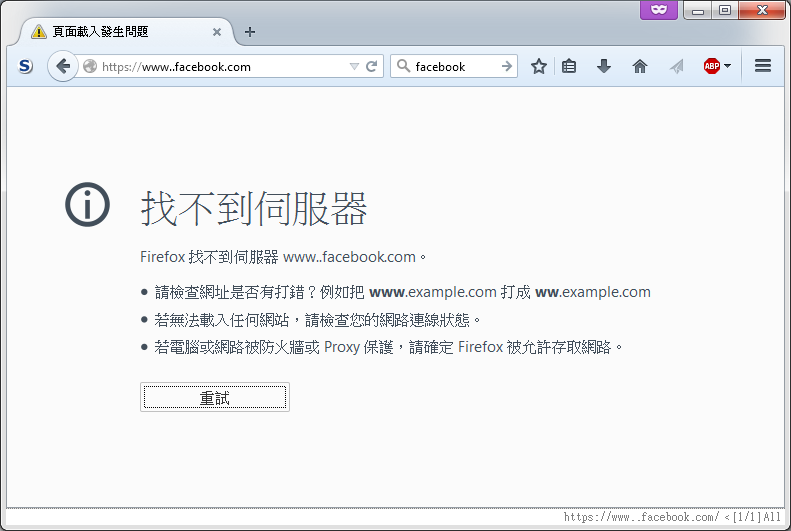 頁面載入發生問題
S
https://www..facebook.com
facebook
ABP
找不到伺服器
Firefox 找不到伺服器 www..facebook.com。
請檢查網址是否有打錯？例如把 www.example.com 打成 ww.example.com
若無法載入任何網站，請檢查您的網路連線狀態。
若電腦或網路被防火牆或 Proxy 保護，請確定 Firefox 被允許存取網路。
重試
https://www..facebook.com/ <[1/1]All